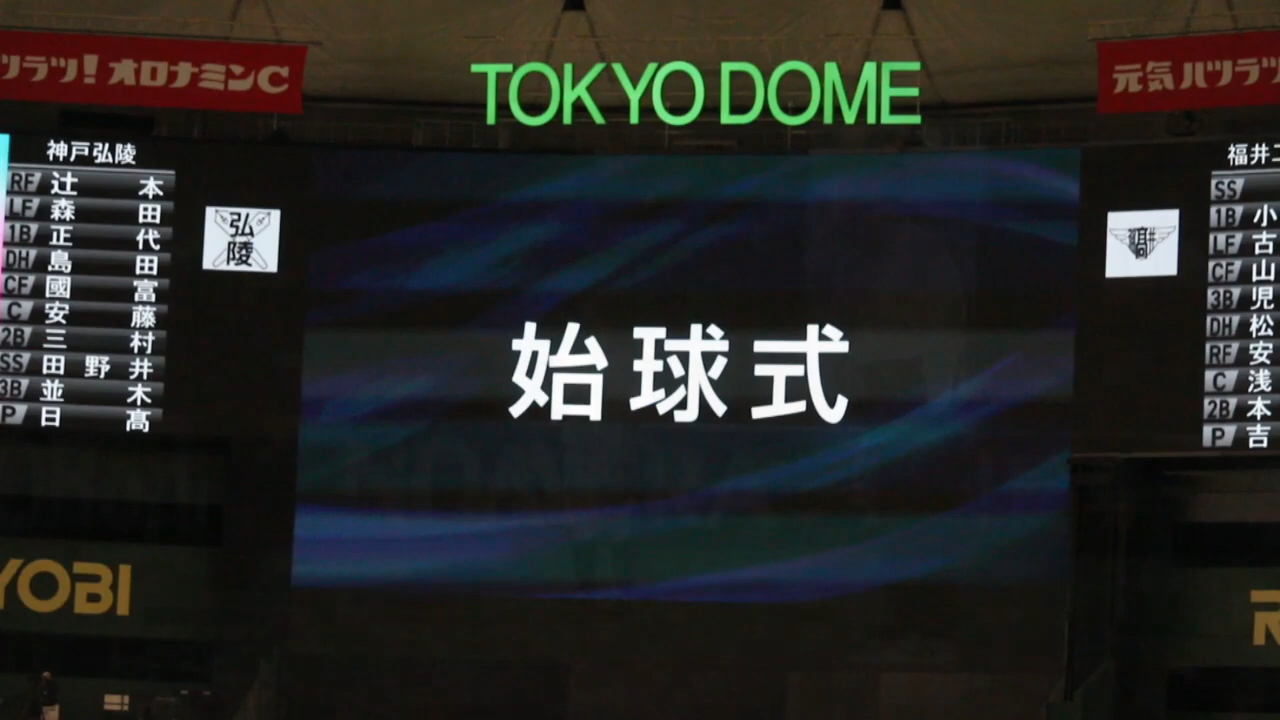 ツラツ! オロナミンC
TOKYO DOME
元気ハツラツ
神戸弘陵
RF 辻本
LF 森田
1B 正代
DH 島田
CF 國富
C 安藤
2B 三村
SS 田野井
3B 並木
P 日髙
弘陵
始球式
福井
SS
1B 小
LF 古
CF 山
3B 児
DH 松
RF 安
C 浅
2B 本
P 吉
YOBI
R